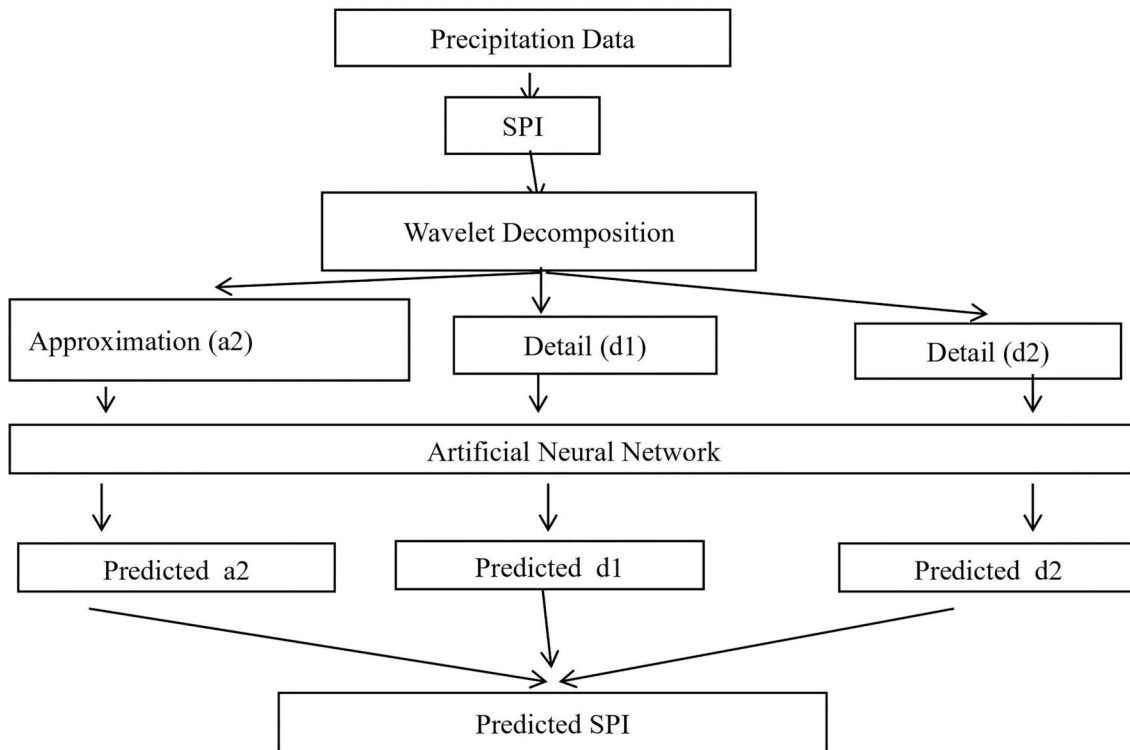 Precipitation Data
SPI
Wavelet Decomposition
Approximation (a2)
Detail (d1)
Detail (d2)
Artificial Neural Network
Predicted a2
Predicted d1
Predicted d2
Predicted SPI